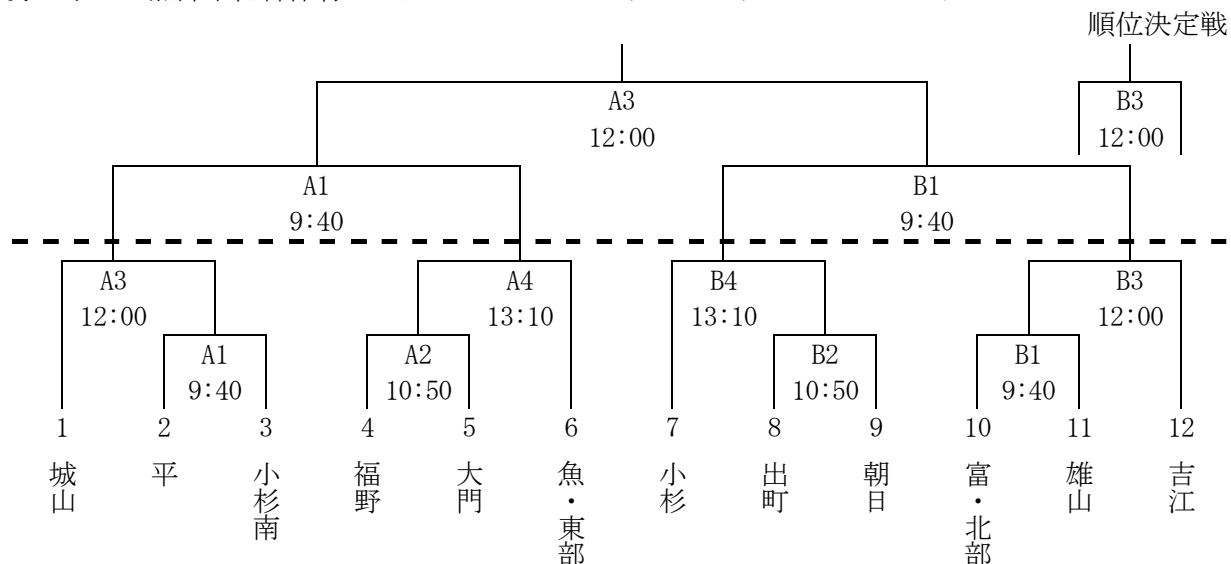 順位決定戦
A3
12:00
B3
12:00
A1
9:40
B1
9:40
A3
12:00
A4
13:10
B4
13:10
B3
12:00
A1
9:40
A2
10:50
B2
10:50
B1
9:40
1 2 3 4 5 6 7 8 9 10 11 12
城山
平
小杉南
福野
大門
魚・東部
小杉
出町
朝日
富・北部
雄山
吉江